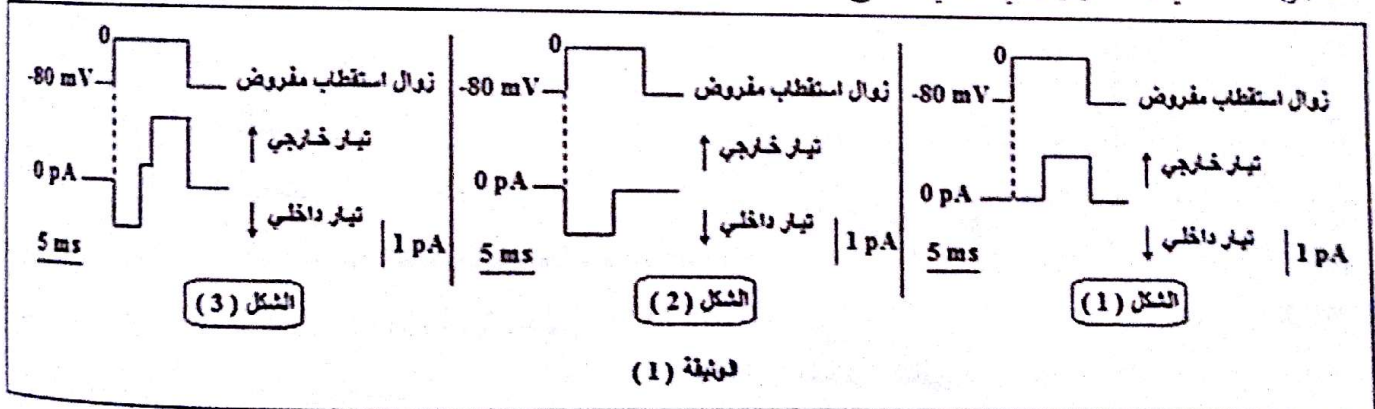 0
-80 mV
زوال استقطاب مفروض
تيار خارجي
0 pA
تيار داخلي
5 ms
1 pA
الشكل ( 1 )
0
-80 mV
زوال استقطاب مفروض
تيار خارجي
0 pA
تيار داخلي
5 ms
1 pA
الشكل ( 2 )
0
-80 mV
زوال استقطاب مفروض
تيار خارجي
0 pA
تيار داخلي
5 ms
1 pA
الشكل ( 3 )
الوثيقة ( 1 )